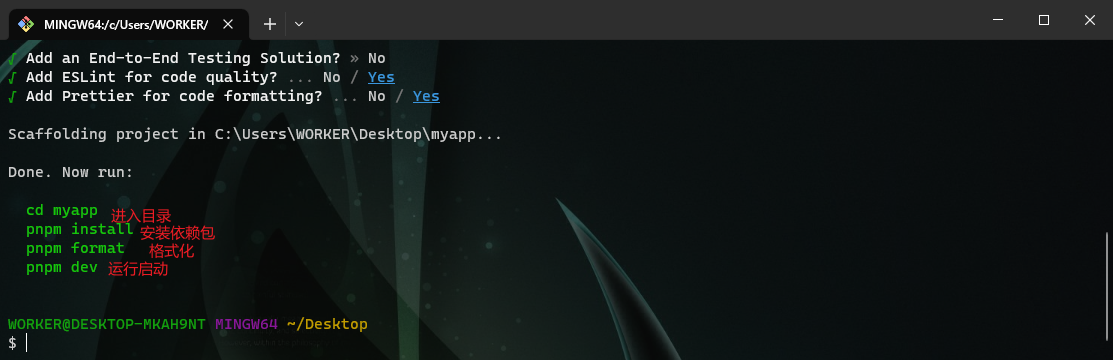 MINGW64:/c/Users/WORKER/
√ Add an End-to-End Testing Solution? » No
√ Add ESLint for code quality? ... No / Yes
√ Add Prettier for code formatting? ... No / Yes
Scaffolding project in C:\Users\WORKER\Desktop\myapp...
Done. Now run:
cd myapp 进入目录
pnpm install 安装依赖包
pnpm format 格式化
pnpm dev 运行启动
WORKER@DESKTOP-MKAH9NT MINGW64 ~/Desktop
$